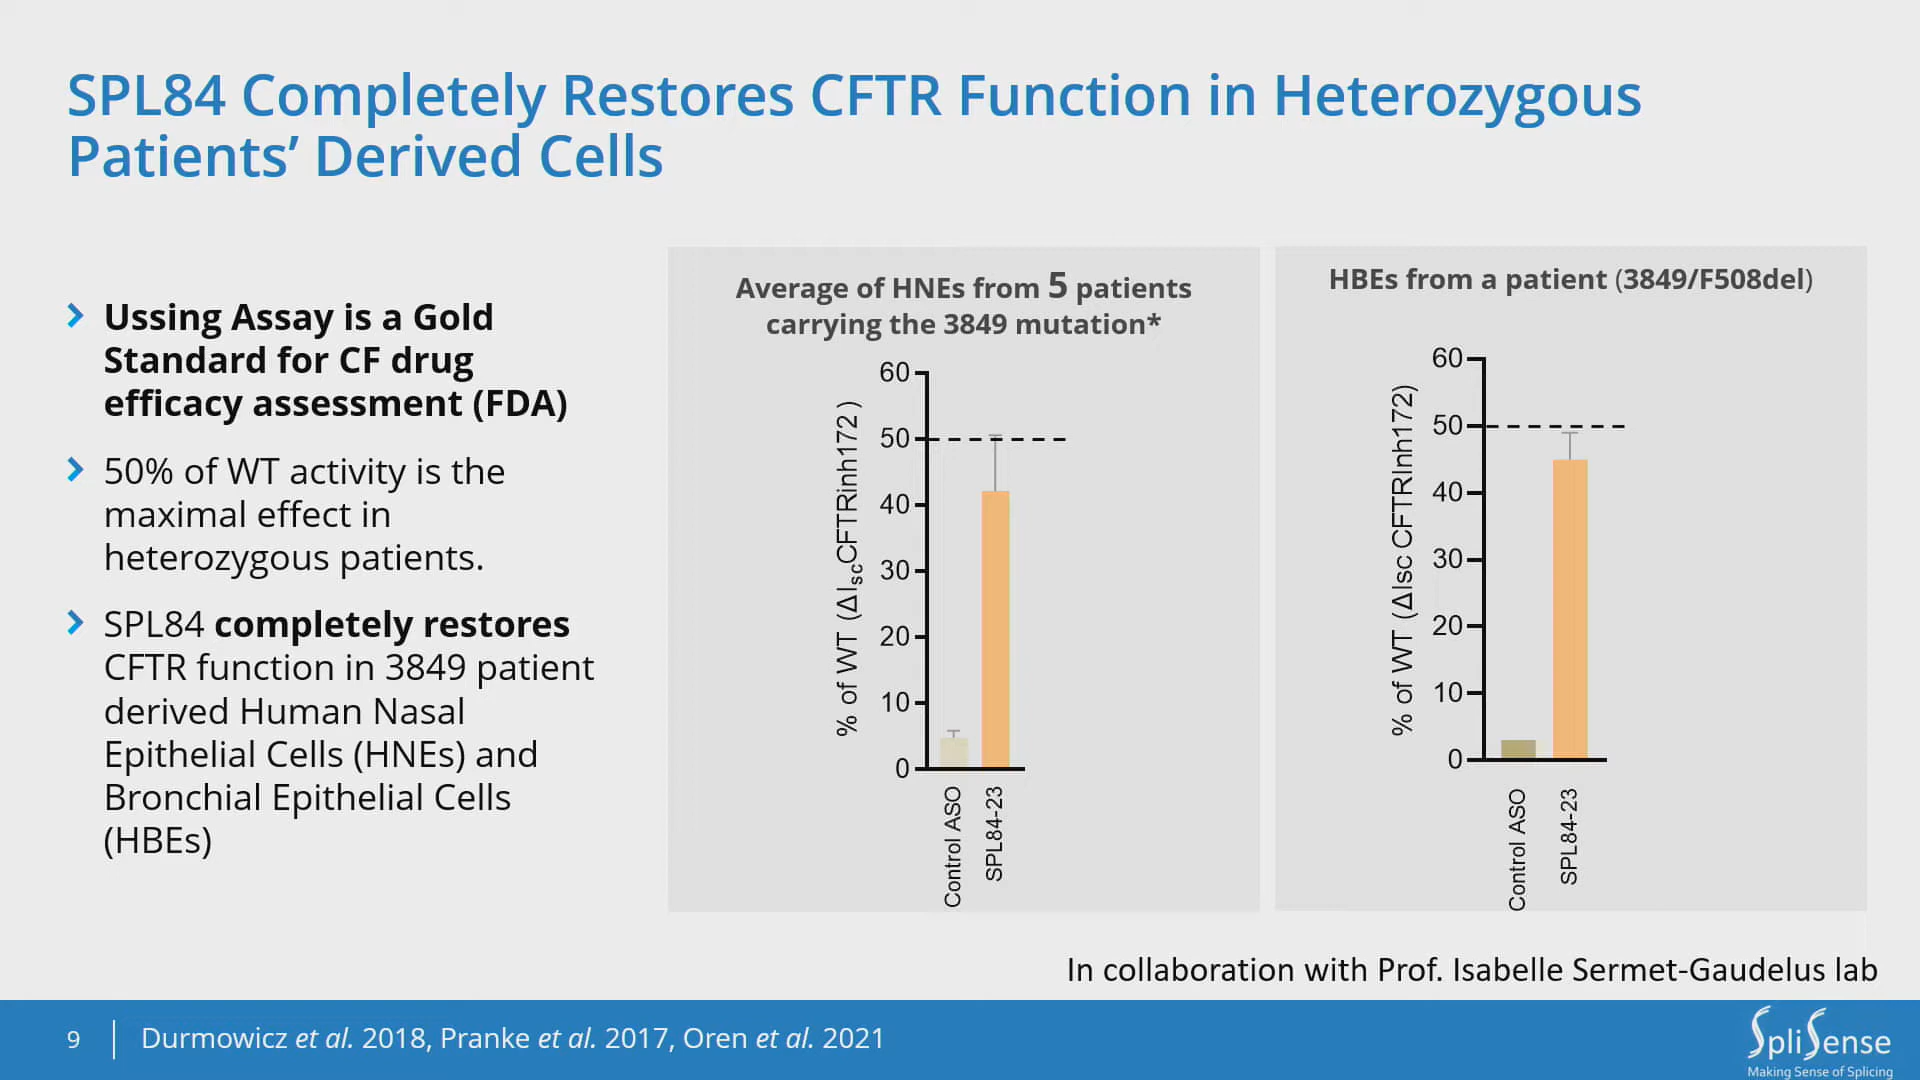 SPL84 Completely Restores CFTR Function in Heterozygous
Patients’ Derived Cells
Ussing Assay is a Gold
Standard for CF drug
efficacy assessment (FDA)
50% of WT activity is the
maximal effect in
heterozygous patients.
SPL84 completely restores
CFTR function in 3849 patient
derived Human Nasal
Epithelial Cells (HNEs) and
Bronchial Epithelial Cells
(HBEs)
Average of HNEs from 5 patients
carrying the 3849 mutation*
% of WT (ΔIscCFTRinh172 )
60
50
40
30
20
10
0
Control ASO
SPL84-23
HBEs from a patient (3849/F508del)
% of WT (ΔIsc CFTRInh172)
60
50
40
30
20
10
0
Control ASO
SPL84-23
In collaboration with Prof. Isabelle Sermet-Gaudelus lab
9
Durmowicz et al. 2018, Pranke et al. 2017, Oren et al. 2021
SpliSense
Making Sense of Splicing